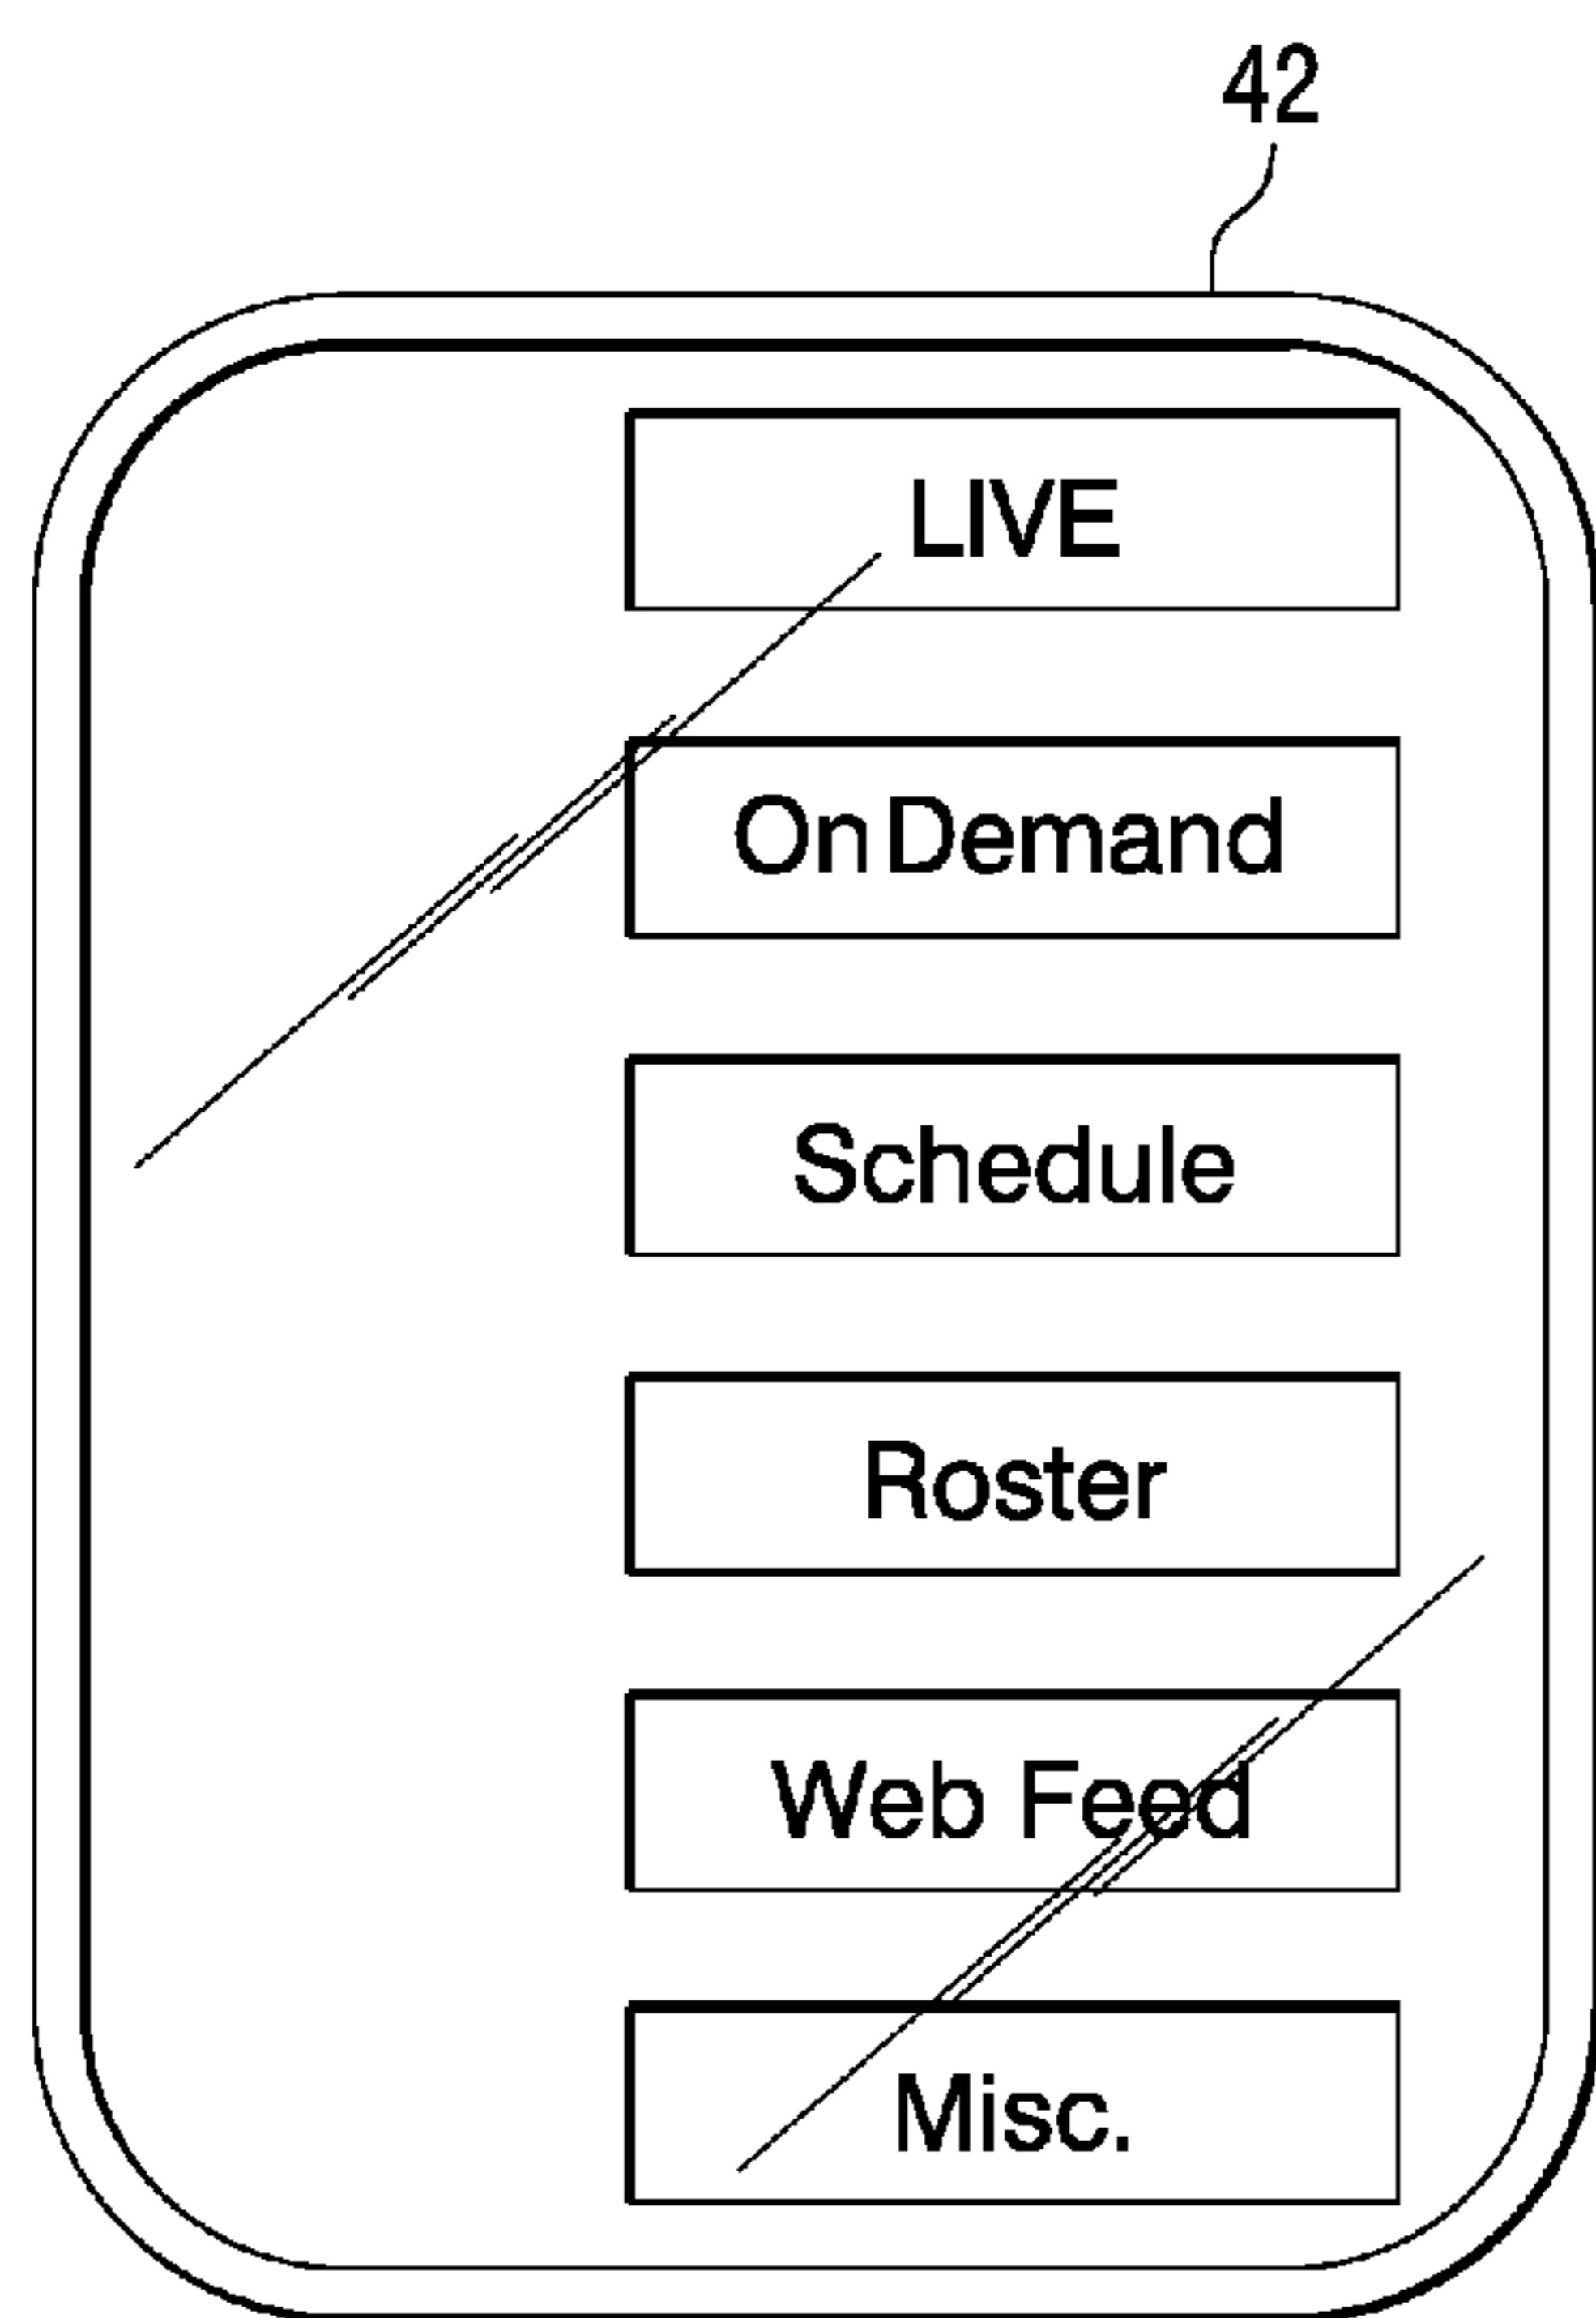 42
LIVE
On Demand
Schedule
Roster
Web Feed
Misc.